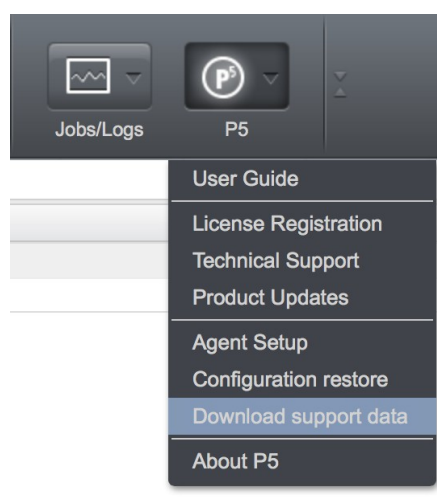 P5
Jobs/Logs P5
User Guide
License Registration
Technical Support
Product Updates
Agent Setup
Configuration restore
Download support data
About P5